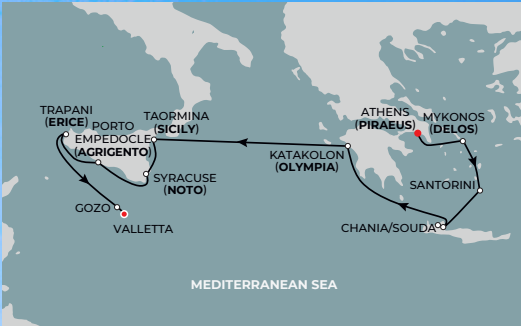 TRAPANI
(ERICE)
PORTO
EMPEDOCLE
(AGRIGENTO)
TAORMINA
(SICILY)
SYRACUSE
(NOTO)
GOZO
VALLETTA
ATHENS
(PIRAEUS)
MYKONOS
(DELOS)
KATAKOLON
(OLYMPIA)
SANTORINI
CHANIA/SOUDA
MEDITERRANEAN SEA